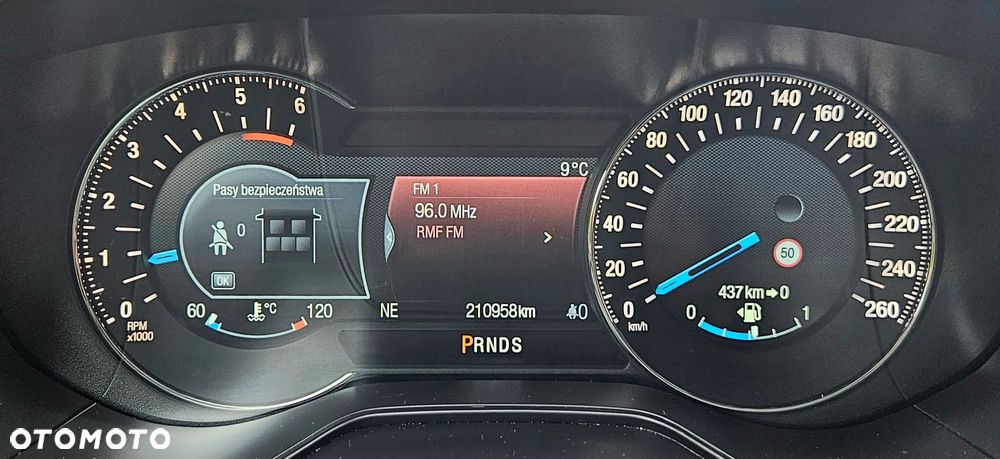 0
1
2
3
4
5
6
RPM
x1000
Pasy bezpieczeństwa
0
OK
60
°C
120
FM 1
96.0 MHz
RMF FM
9°C
NE
210958km
0
PRNDS
0
20
40
60
80
100
120
140
160
180
200
220
240
260
km/h
50
437 km→0
0
1
OTOMOTO